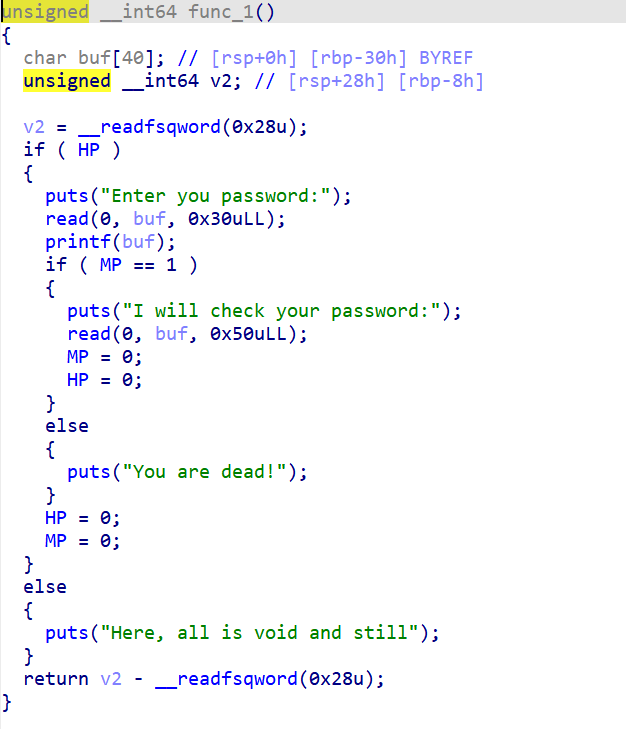 unsigned __int64 func_1()
{
  char buf[40]; // [rsp+0h] [rbp-30h] BYREF
  unsigned __int64 v2; // [rsp+28h] [rbp-8h]

  v2 = __readfsqword(0x28u);
  if ( HP )
  {
    puts("Enter you password:");
    read(0, buf, 0x30uLL);
    printf(buf);
    if ( MP == 1 )
    {
      puts("I will check your password:");
      read(0, buf, 0x50uLL);
      MP = 0;
      HP = 0;
    }
    else
    {
      puts("You are dead!");
    }
    HP = 0;
    MP = 0;
  }
  else
  {
    puts("Here, all is void and still");
  }
  return v2 - __readfsqword(0x28u);
}